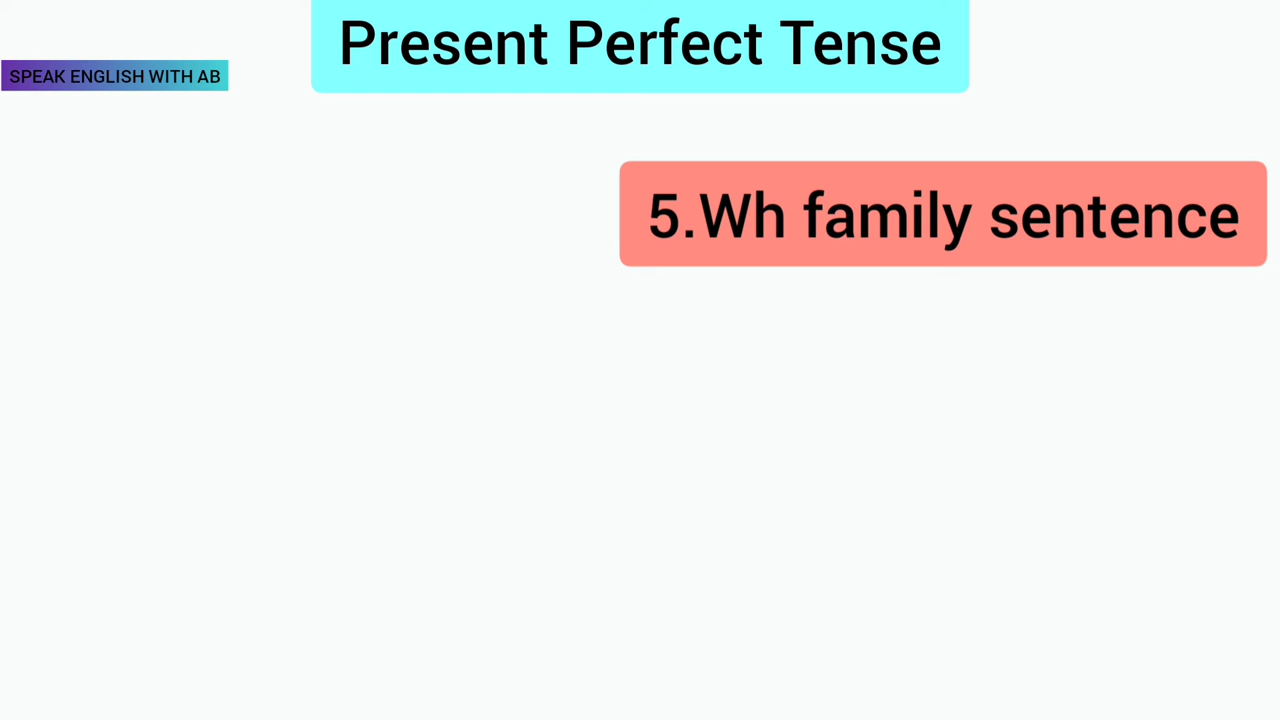 Present Perfect Tense
SPEAK ENGLISH WITH AB
5.Wh family sentence